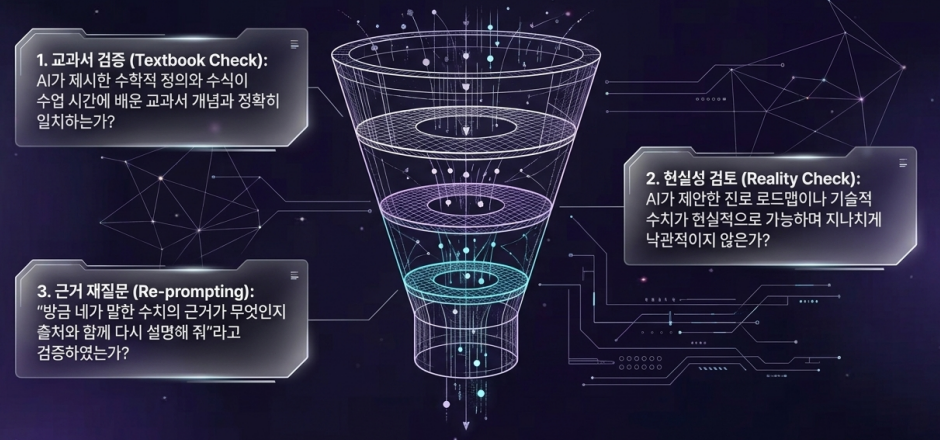 1. 교과서 검증 (Textbook Check):
AI가 제시한 수학적 정의와 수식이
수업 시간에 배운 교과서 개념과 정확히
일치하는가?
2. 현실성 검토 (Reality Check):
AI가 제안한 진로 로드맵이나 기술적
수치가 현실적으로 가능하며 지나치게
낙관적이지 않은가?
3. 근거 재질문 (Re-prompting):
“방금 네가 말한 수치의 근거가 무엇인지
출처와 함께 다시 설명해 줘”라고
검증하였는가?